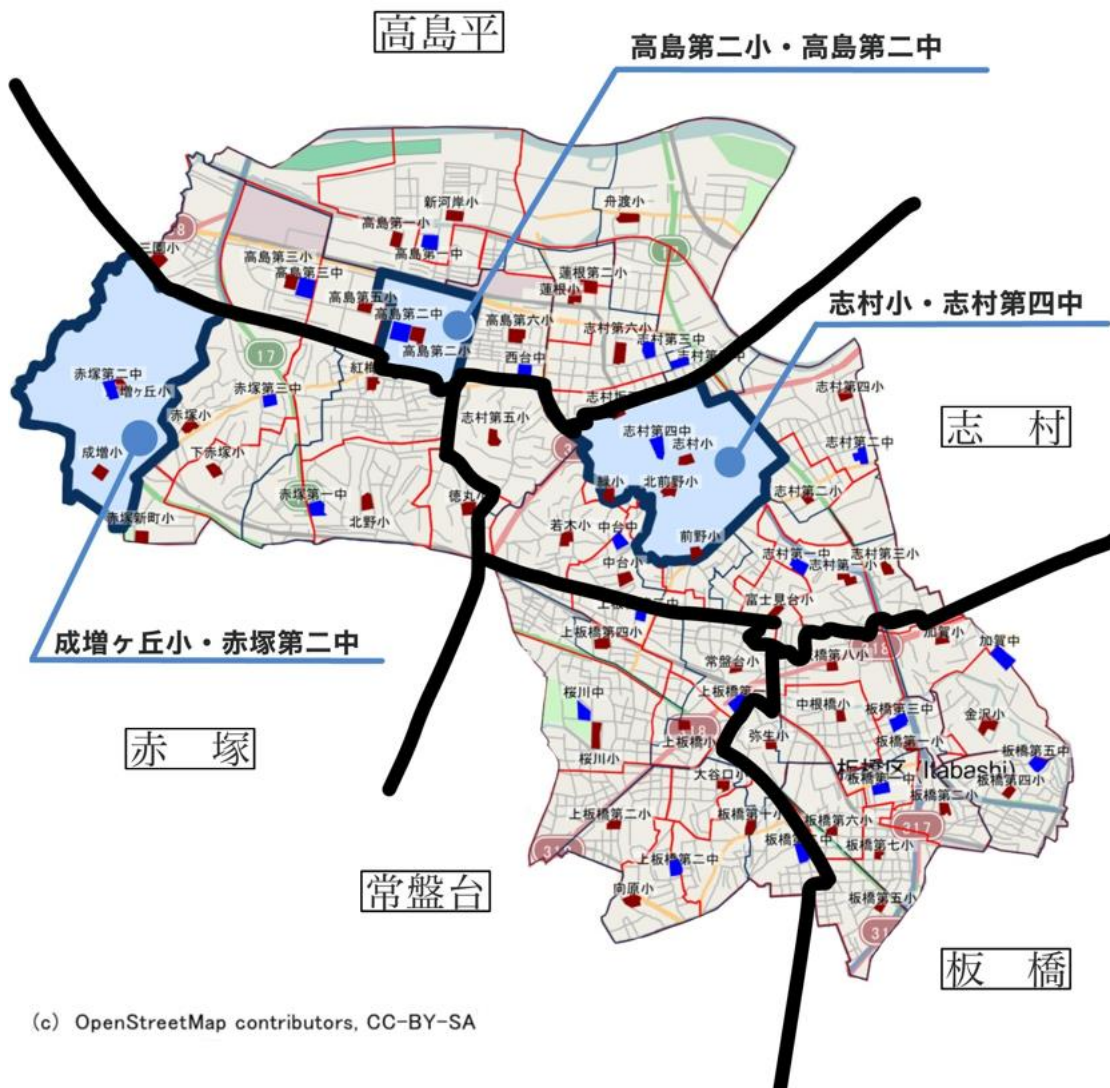 高島平
高島第二小・高島第二中
新河岸小
舟渡小
高島第一小
高島第一中
三園小
高島第三小
高島第三中
蓮根第二小
蓮根小
高島第五小
高島第二中
高島第六小
高島第二小
志村第六小
志村第三中
志村小・志村第四中
17
西台中
赤塚第二中
赤塚第三中
志村第四小
志村
赤塚小
志村第五小
志村第四中
志村小
志村第二中
成増小
下赤塚小
赤塚第一中
北野小
徳丸小
緑小
北前野小
志村第二小
赤塚新町小
若木小
中台中
前野小
中台小
志村第一中
志村第三小
志村第一小
富士見台小
成増ヶ丘小・赤塚第二中
上板橋第四小
常盤台小
加賀小
加賀中
赤塚
桜川中
中根橋小
板橋第三中
金沢小
上板橋小
弥生小
板橋第一小
板橋第五中
桜川小
大谷口小
板橋区 (Itabashi)
板橋第一中
板橋第四小
板橋第二小
上板橋第二小
板橋第十小
板橋第六小
317
板橋第七小
常盤台
上板橋第二中
向原小
板橋第五小
板橋
(c) OpenStreetMap contributors, CC-BY-SA